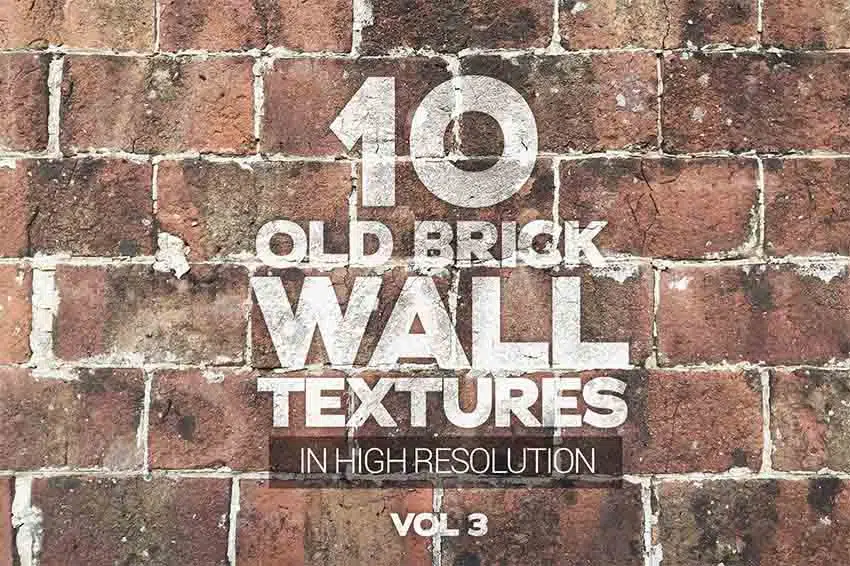 10
OLD BRICK
WALL
TEXTURES
IN HIGH RESOLUTION
VOL 3